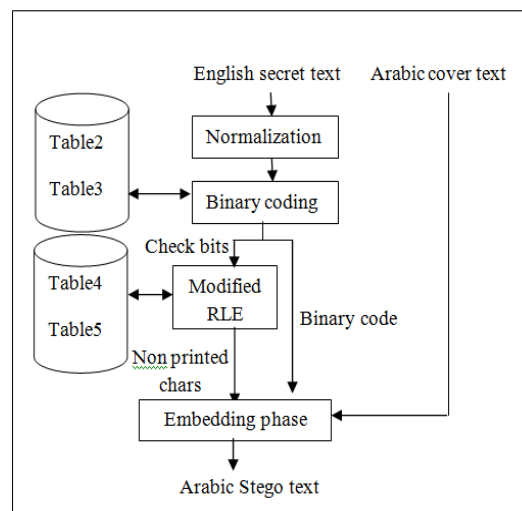 English secret text
Arabic cover text
Table2
Normalization
Table3
Binary coding
Check bits
Table4
Modified
RLE
Table5
Binary code
Non printed
chars
Embedding phase
Arabic Stego text